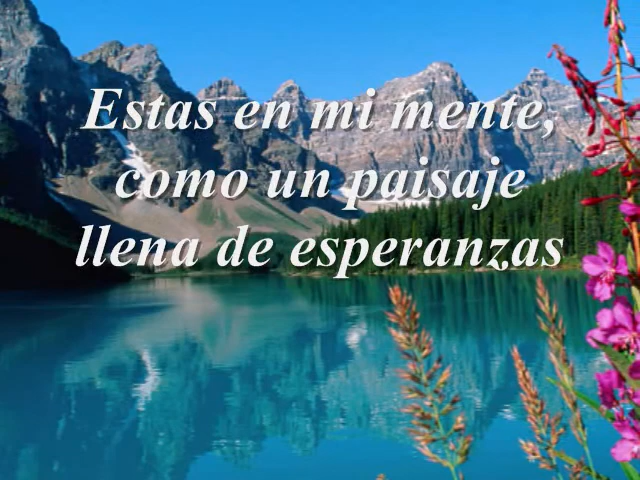 Estas en mi mente,
como un paisaje
llena de esperanzas